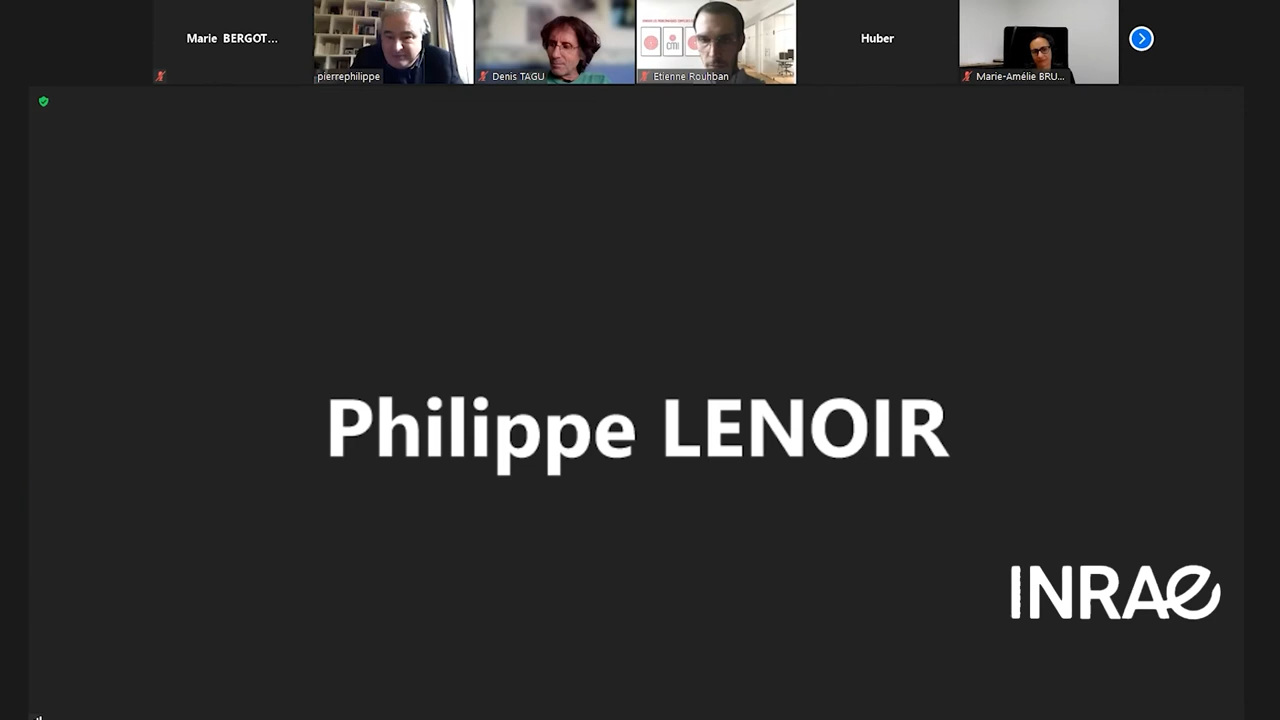 Marie BERGOT...
pierrephilippe
Denis TAGU
Etienne Rouhban
Huber
Marie-Amélie BRU...
Philippe LENOIR
INRAE